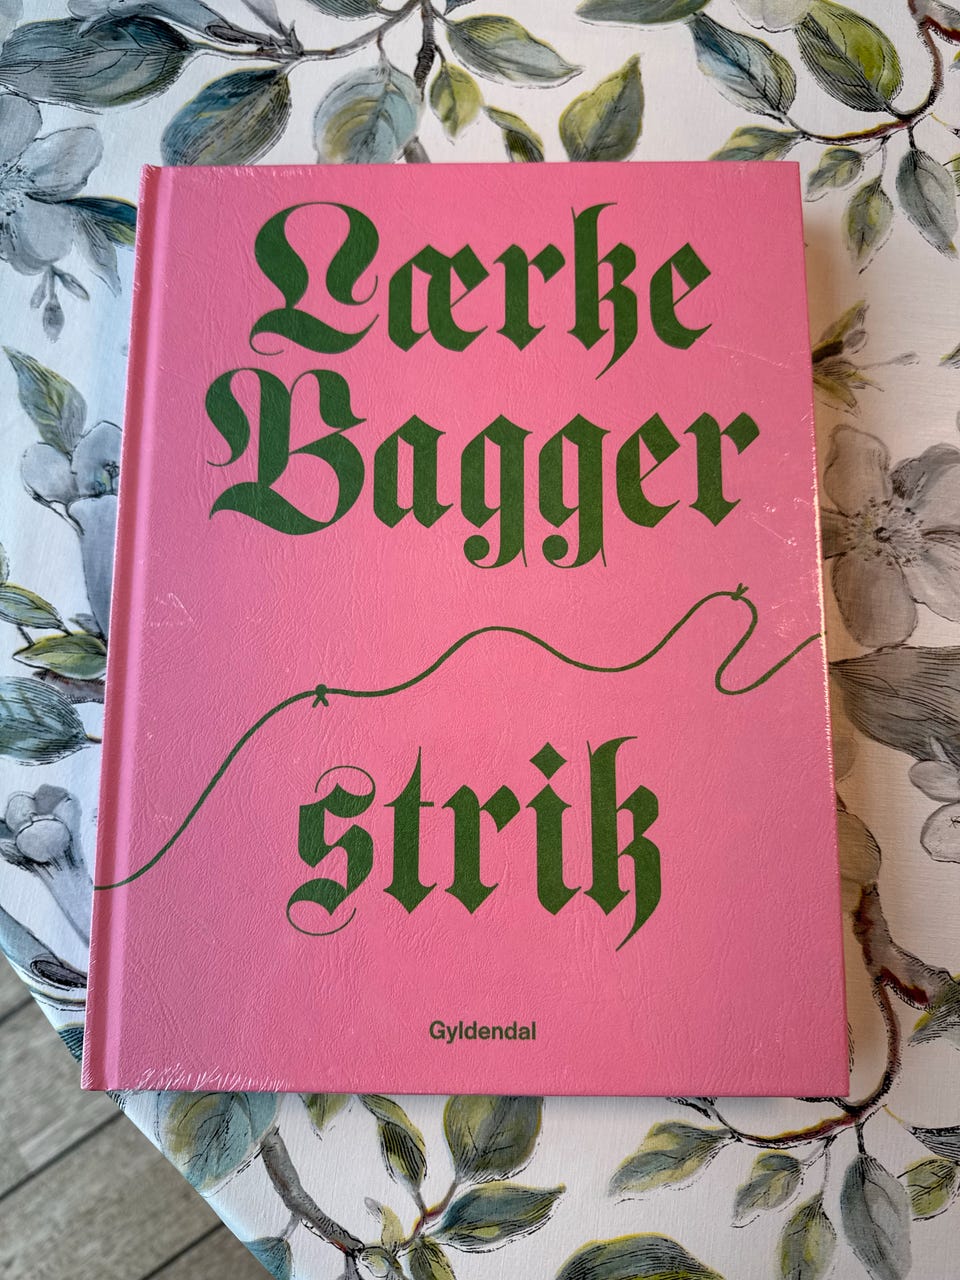 Lærke
Bagger
strik
Gyldendal